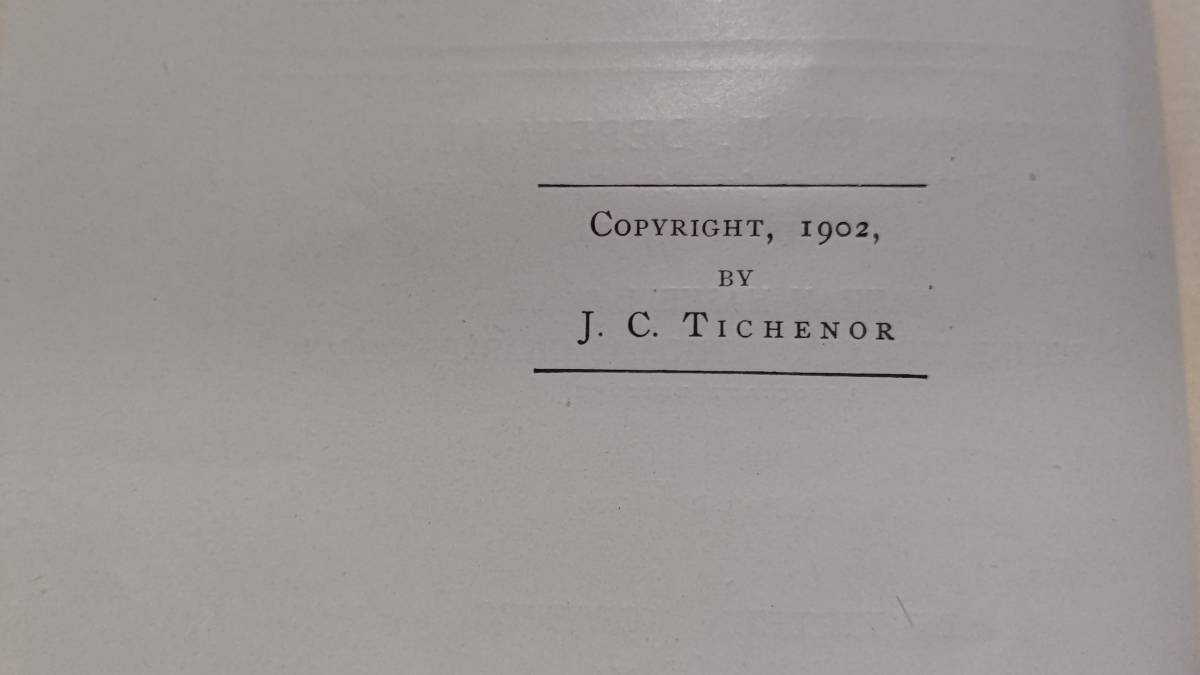 Copyright, 1902,
BY
J. C. Tichenor